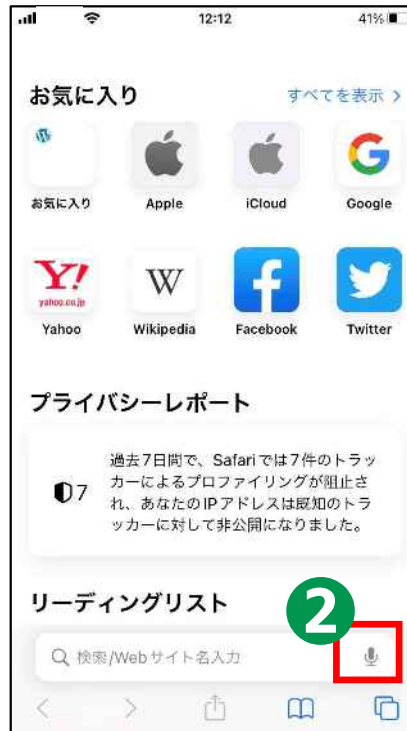 12:12
41%
お気に入り
すべてを表示 >
お気に入り
Apple
iCloud
G
Google
Y!
yahoo.co.jp
Yahoo
W
Wikipedia
f
Facebook
Twitter
プライバシーレポート
7
過去7日間で、Safariでは7件のトラッ
カーによるプロファイリングが阻止さ
れ、あなたのIPアドレスは既知のトラ
ッカーに対して非公開になりました。
リーディングリスト
2
検索/Webサイト名入力